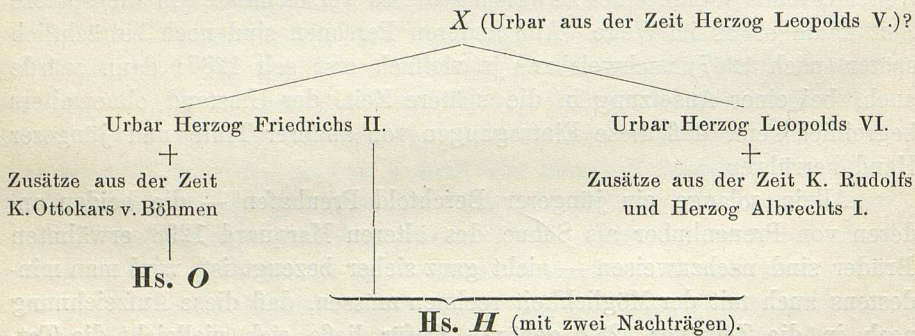 X (Urbar aus der Zeit Herzog Leopolds V.)?
Urbar Herzog Friedrichs II.
Urbar Herzog Leopolds VI.
+
+
Zusätze aus der Zeit
K. Ottokars v. Böhmen
Zusätze aus der Zeit K. Rudolfs
und Herzog Albrechts I.
Hs. O
Hs. H (mit zwei Nachträgen).